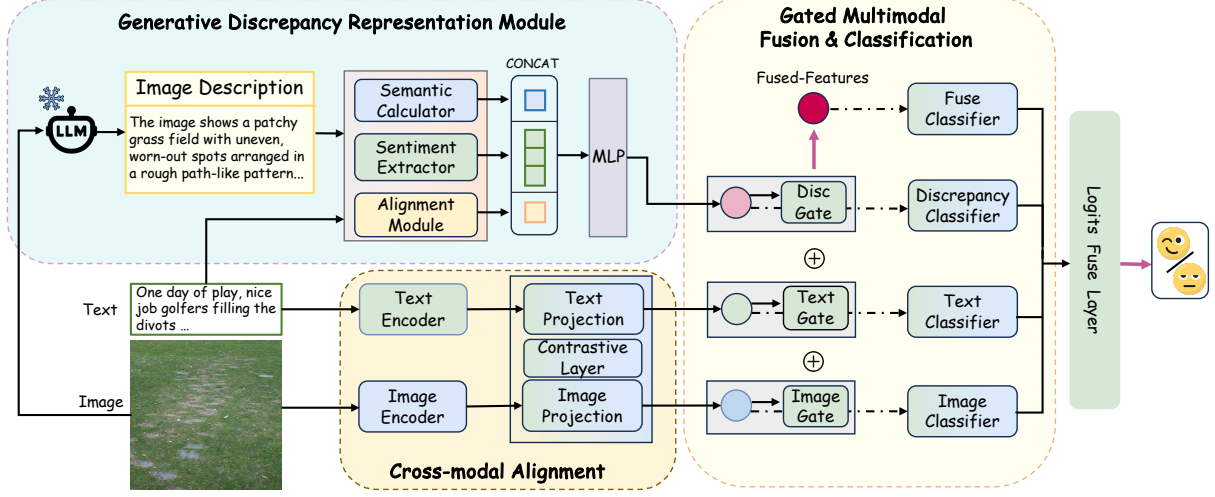 Generative Discrepancy Representation Module
LLM
Image Description
The image shows a patchy
grass field with uneven,
worn-out spots arranged in
a rough path-like pattern...
Semantic
Calculator
Sentiment
Extractor
Alignment
Module
CONCAT
MLP
Text
One day of play, nice
job golfers filling the
divots ...
Image
Text
Encoder
Image
Encoder
Text
Projection
Contrastive
Layer
Image
Projection
Cross-modal Alignment
Gated Multimodal
Fusion & Classification
Fused-Features
Disc
Gate
Text
Gate
Image
Gate
Fuse
Classifier
Discrepancy
Classifier
Text
Classifier
Image
Classifier
Logits Fuse Layer